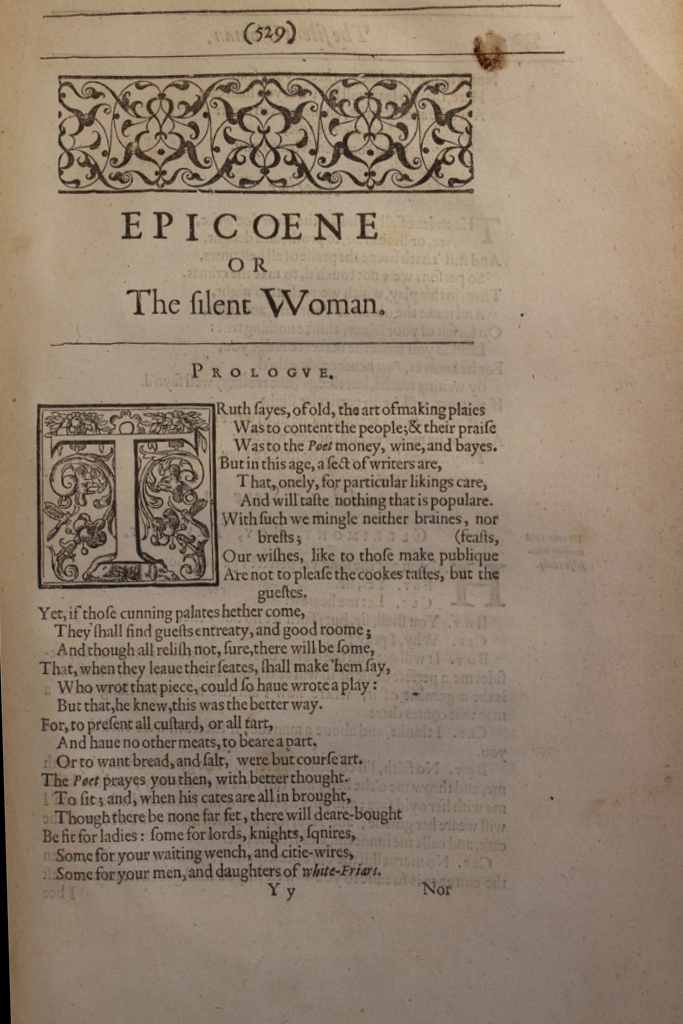 (529)
EPICOENE
OR
The ſilent Woman.
PROLOGVE.
TRuth ſayes, of old, the art of making plaies
Was to content the people; & their praiſe
Was to the Poet money, wine, and bayes.
But in this age, a ſect of writers are,
That, onely, for particular likings care,
And will taſte nothing that is populare.
With ſuch we mingle neither braines, nor
breſts; (feaſts,
Our wiſhes, like to thoſe make publique
Are not to pleaſe the cookes taſtes, but the
gueſtes.
Yet, if thoſe cunning palates hether come,
They ſhall find gueſts entreaty, and good roome;
And though all reliſh not, ſure, there will be ſome,
That, when they leaue their ſeates, ſhall make 'hem ſay,
Who wrot that piece, could ſo haue wrote a play:
But that, he knew, this was the better way.
For, to preſent all cuſtard, or all tart,
And haue no other meats, to beare a part,
Or to want bread, and ſalt, were but courſe art.
The Poet prayes you then, with better thought
To ſit; and, when his cates are all in brought,
Though there be none far fet, there will deare-bought
Be fit for ladies: ſome for lords, knights, ſqnires,
Some for your waiting wench, and citie-wires,
Some for your men, and daughters of white-Friars.
Y y Nor